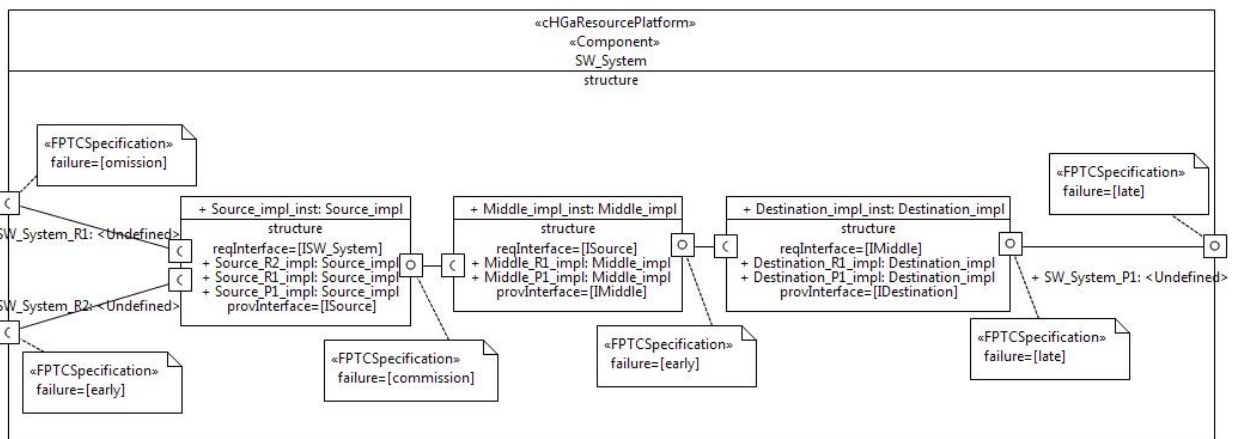 «cHGaResourcePlatform»
«Component»
SW_System
structure
«FPTCSpecification»
failure=[omission]
«FPTCSpecification»
failure=[late]
SW_System_R1: <Undefined>
+ Source_impl_inst: Source_impl
structure
reqInterface=[ISW_System]
+ Source_R2_impl: Source_impl
+ Source_R1_impl: Source_impl
+ Source_P1_impl: Source_impl
provInterface=[ISource]
+ Middle_impl_inst: Middle_impl
structure
reqInterface=[ISource]
+ Middle_R1_impl: Middle_impl
+ Middle_P1_impl: Middle_impl
provInterface=[IMiddle]
+ Destination_impl_inst: Destination_impl
structure
reqInterface=[IMiddle]
+ Destination_R1_impl: Destination_impl
+ Destination_P1_impl: Destination_impl
provInterface=[IDestination]
+ SW_System_P1: <Undefined>
SW_System_R2: <Undefined>
«FPTCSpecification»
failure=[early]
«FPTCSpecification»
failure=[commission]
«FPTCSpecification»
failure=[early]
«FPTCSpecification»
failure=[late]